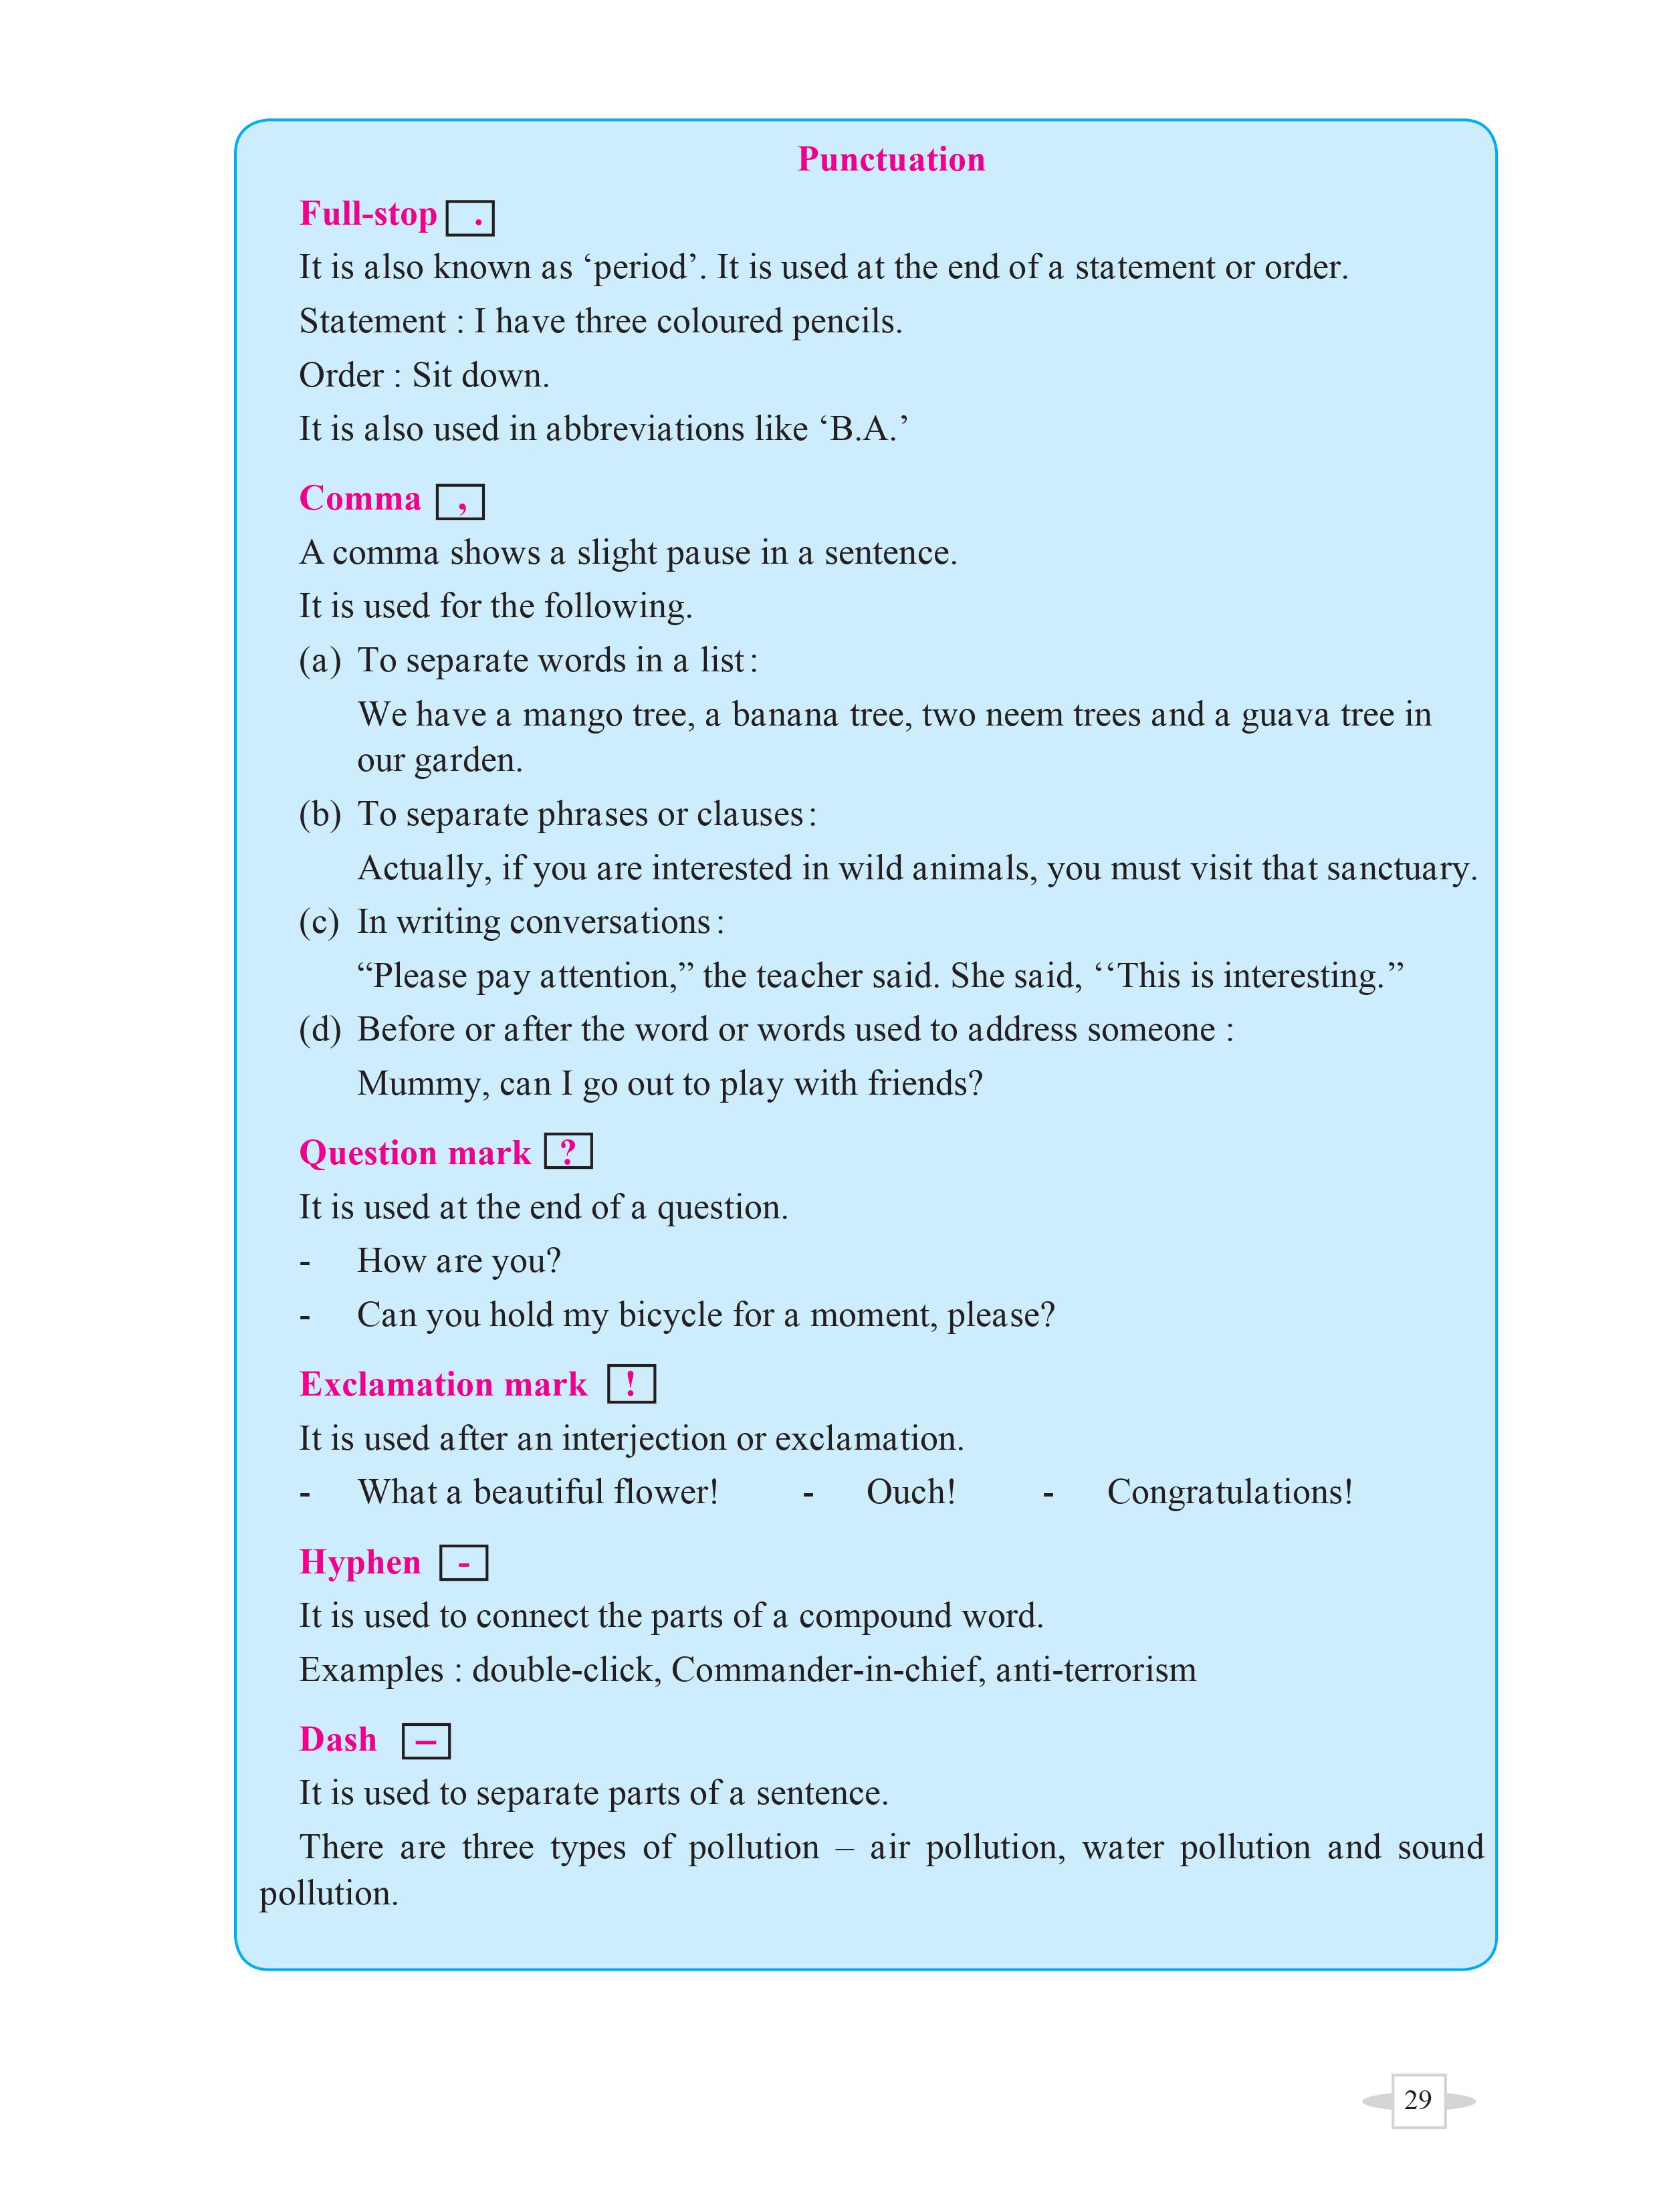 Punctuation
Full-stop .
It is also known as ‘period’. It is used at the end of a statement or order.
Statement : I have three coloured pencils.
Order : Sit down.
It is also used in abbreviations like ‘B.A.’
Comma ,
A comma shows a slight pause in a sentence.
It is used for the following.
(a) To separate words in a list :
We have a mango tree, a banana tree, two neem trees and a guava tree in
our garden.
(b) To separate phrases or clauses :
Actually, if you are interested in wild animals, you must visit that sanctuary.
(c) In writing conversations :
“Please pay attention,” the teacher said. She said, ‘‘This is interesting.”
(d) Before or after the word or words used to address someone :
Mummy, can I go out to play with friends?
Question mark ?
It is used at the end of a question.
- How are you?
- Can you hold my bicycle for a moment, please?
Exclamation mark !
It is used after an interjection or exclamation.
- What a beautiful flower! - Ouch! - Congratulations!
Hyphen -
It is used to connect the parts of a compound word.
Examples : double-click, Commander-in-chief, anti-terrorism
Dash –
It is used to separate parts of a sentence.
There are three types of pollution – air pollution, water pollution and sound
pollution.
29